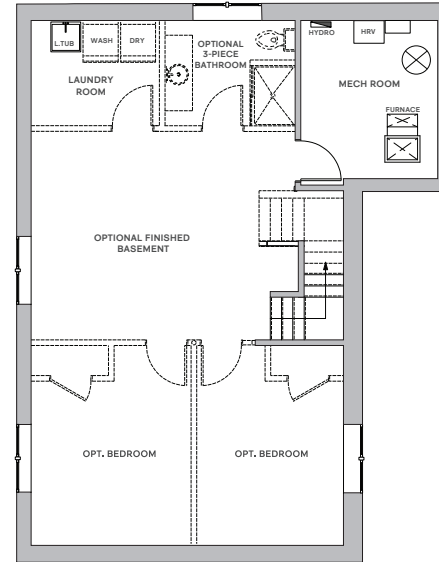 L.TUB
WASH
DRY
LAUNDRY
ROOM
OPTIONAL
3-PIECE
BATHROOM
HYDRO
HRV
MECH ROOM
FURNACE
OPTIONAL FINISHED
BASEMENT
OPT. BEDROOM
OPT. BEDROOM